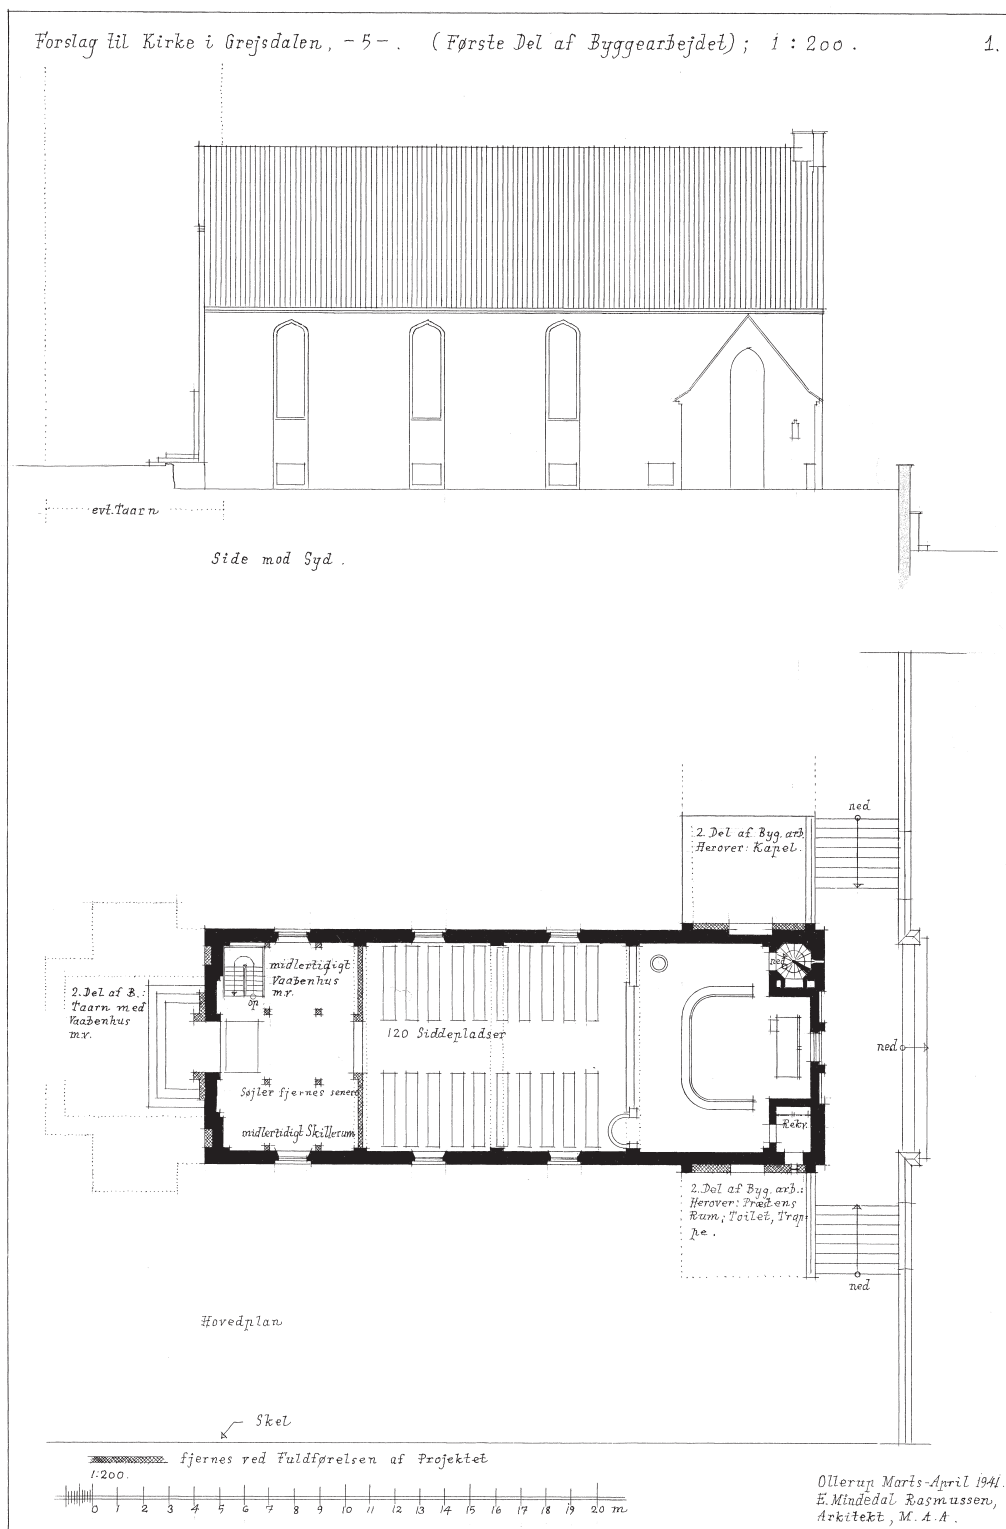 Forslag til Kirke i Grejsdalen, -5-. (Første Del af Byggearbejdet); 1:200. 1.
evt. Taarn
Side mod Syd.
ned
2. Del af Byg. arb.
Herover: Kapel.
ned
midlertidigt
Vaabenhus
m.v.
op
2. Del af B.:
Taarn med
Vaabenhus
m.v.
120 Siddepladser
ned
Søjler fjernes senere
midlertidigt Skillerum
Rekv.
2. Del af Byg. arb.:
Herover: Præstens
Rum; Toilet, Trap-
pe.
ned
Hovedplan
Skel
fjernes ved Fuldførelsen af Projektet
1:200.
0 1 2 3 4 5 6 7 8 9 10 11 12 13 14 15 16 17 18 19 20 m
Ollerup Marts-April 1941.
E. Mindedal Rasmussen,
Arkitekt, M.A.A.